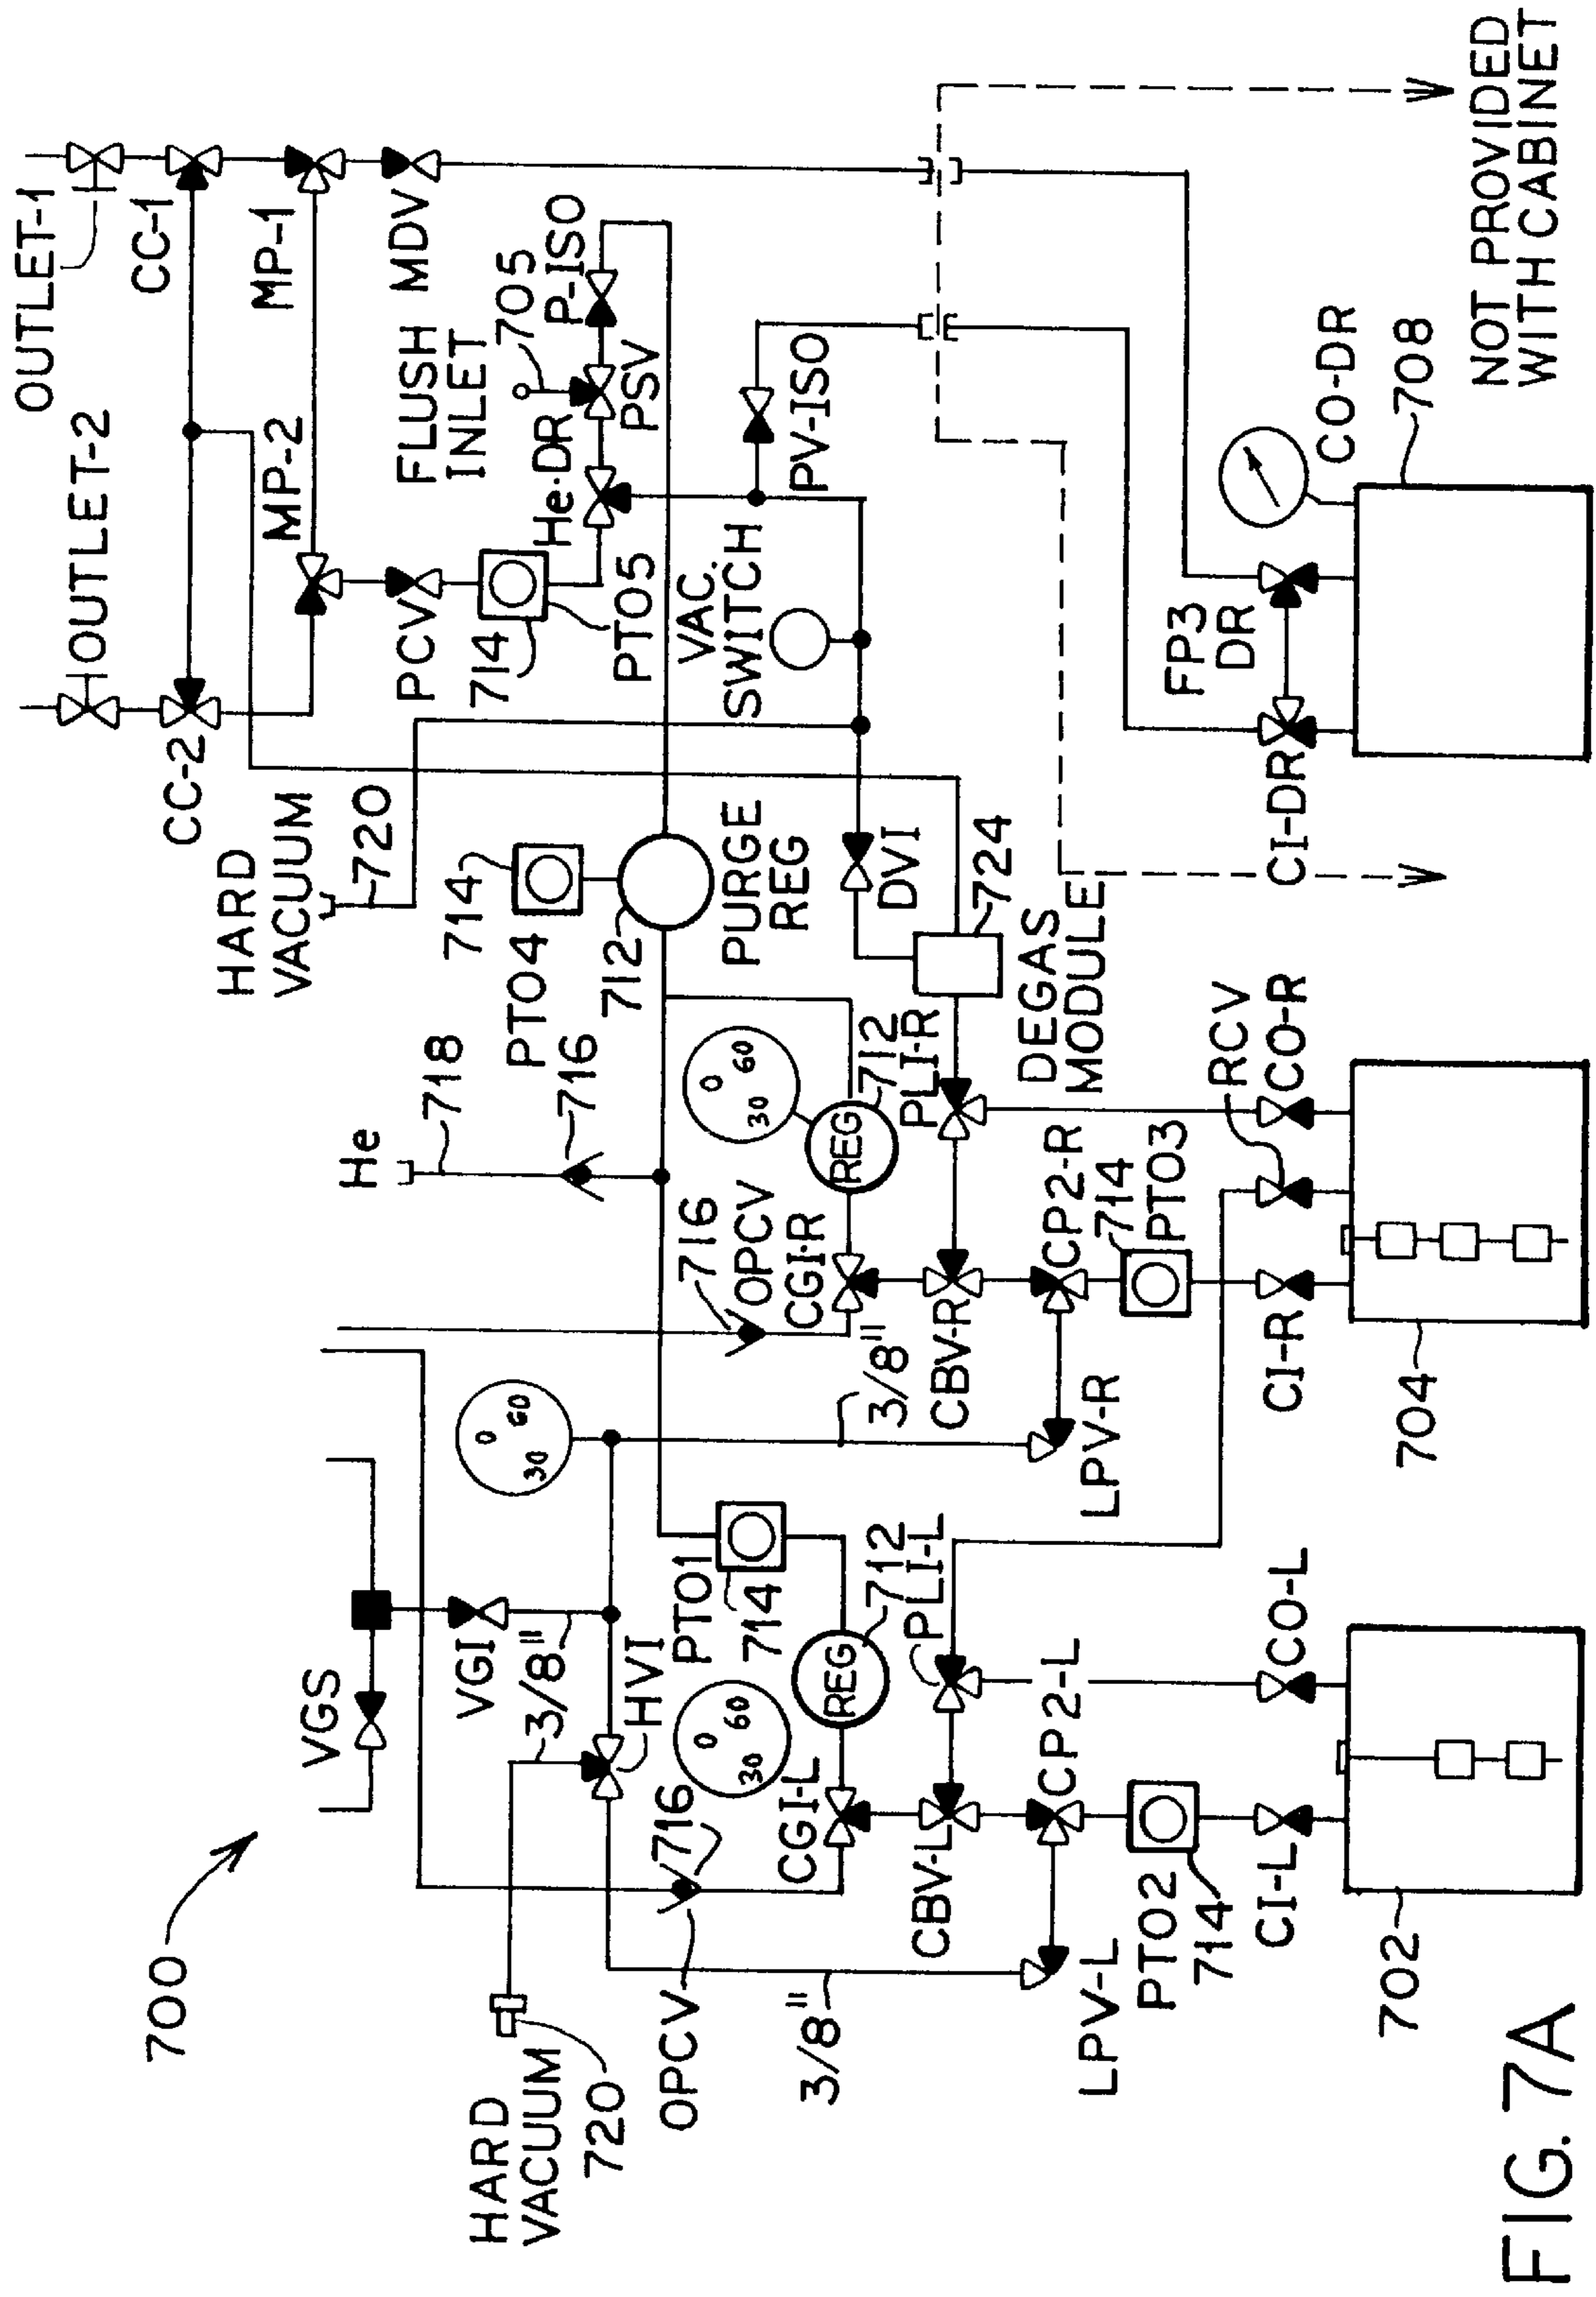 700
HARD
VACUUM
720
VGS
VGI
3/8"
3/8"
HVI
OPCV
716
0
30
60
0
30
60
PT01
714
712
REG
CGI-L
PLI-L
CBV-L
CP2-L
3/8"
LPV-L
PT02
714
CI-L
CO-L
702
He
718
716
716
OPCV
CGI-R
0
30
60
REG
712
PLI-R
3/8"
CBV-R
CP2-R
714
PT03
LPV-R
RCV
CI-R
CO-R
704
HARD
VACUUM
720
714
PT04
712
PURGE
REG
DVI
724
DEGAS
MODULE
OUTLET-2
OUTLET-1
CC-2
CC-1
MP-2
MP-1
MDV
PCV
714
PT05
FLUSH
INLET
705
He-DR
P-ISO
PSV
VAC.
SWITCH
PV-ISO
FP3
DR
CI-DR
CO-DR
708
NOT PROVIDED
WITH CABINET
FIG. 7A